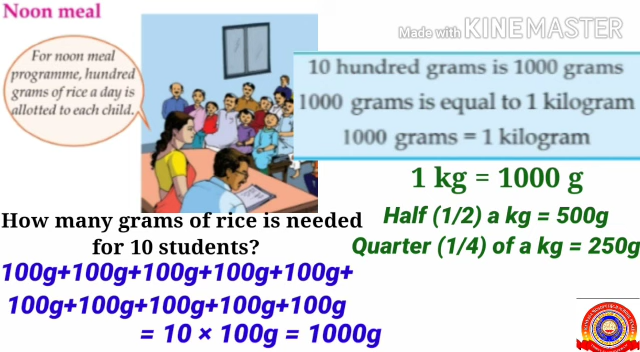 Noon meal
For noon meal
programme, hundred
grams of rice a day is
allotted to each child.
Made with KINEMASTER
10 hundred grams is 1000 grams
1000 grams is equal to 1 kilogram
1000 grams = 1 kilogram
1 kg = 1000 g
Half (1/2) a kg = 500g
Quarter (1/4) of a kg = 250g
How many grams of rice is needed
for 10 students?
100g+100g+100g+100g+100g+
100g+100g+100g+100g+100g
= 10 × 100g = 1000g